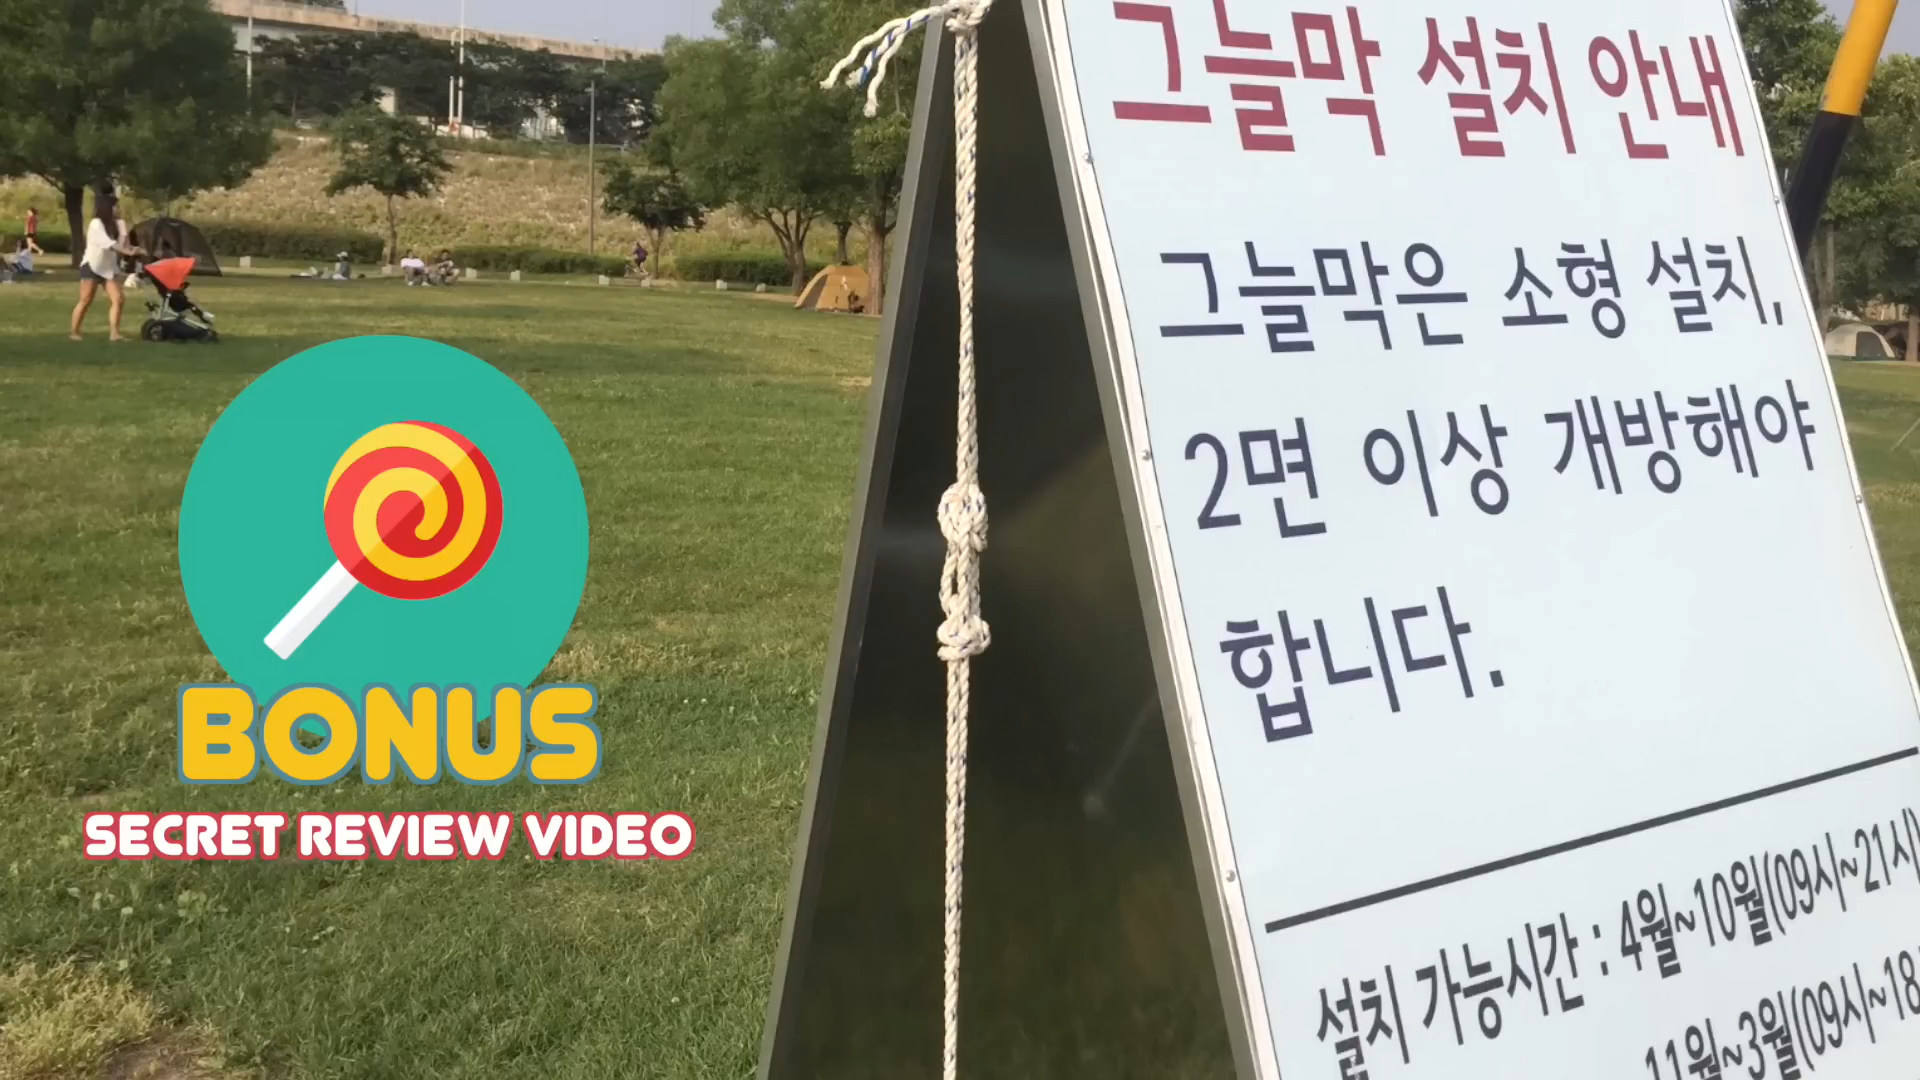 그늘막 설치 안내
그늘막은 소형 설치,
2면 이상 개방해야
합니다.
설치 가능시간 : 4월~10월(09시~21시)
11월~3월(09시~18
BONUS
SECRET REVIEW VIDEO